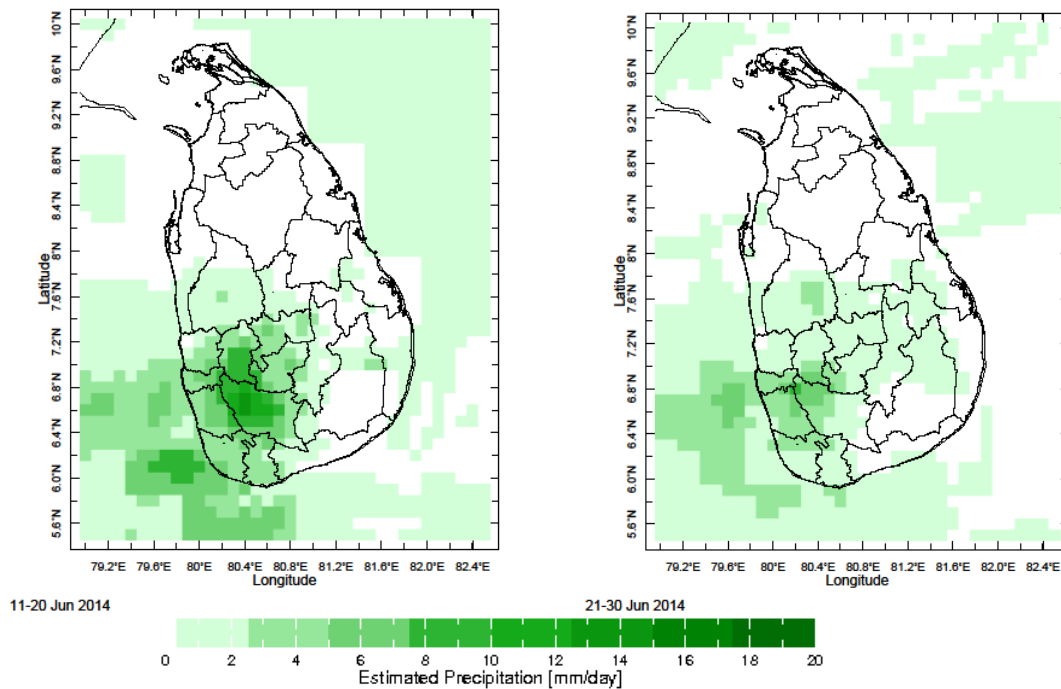 10°N
9.6°N
9.2°N
8.8°N
8.4°N
8°N
7.6°N
7.2°N
6.8°N
6.4°N
6.0°N
5.6°N
Latitude
79.2°E 79.6°E 80°E 80.4°E 80.8°E 81.2°E 81.6°E 82.0°E 82.4°E
Longitude
10°N
9.6°N
9.2°N
8.8°N
8.4°N
8°N
7.6°N
7.2°N
6.8°N
6.4°N
6.0°N
5.6°N
Latitude
79.2°E 79.6°E 80°E 80.4°E 80.8°E 81.2°E 81.6°E 82.0°E 82.4°E
Longitude
11-20 Jun 2014
21-30 Jun 2014
0 2 4 6 8 10 12 14 16 18 20
Estimated Precipitation [mm/day]